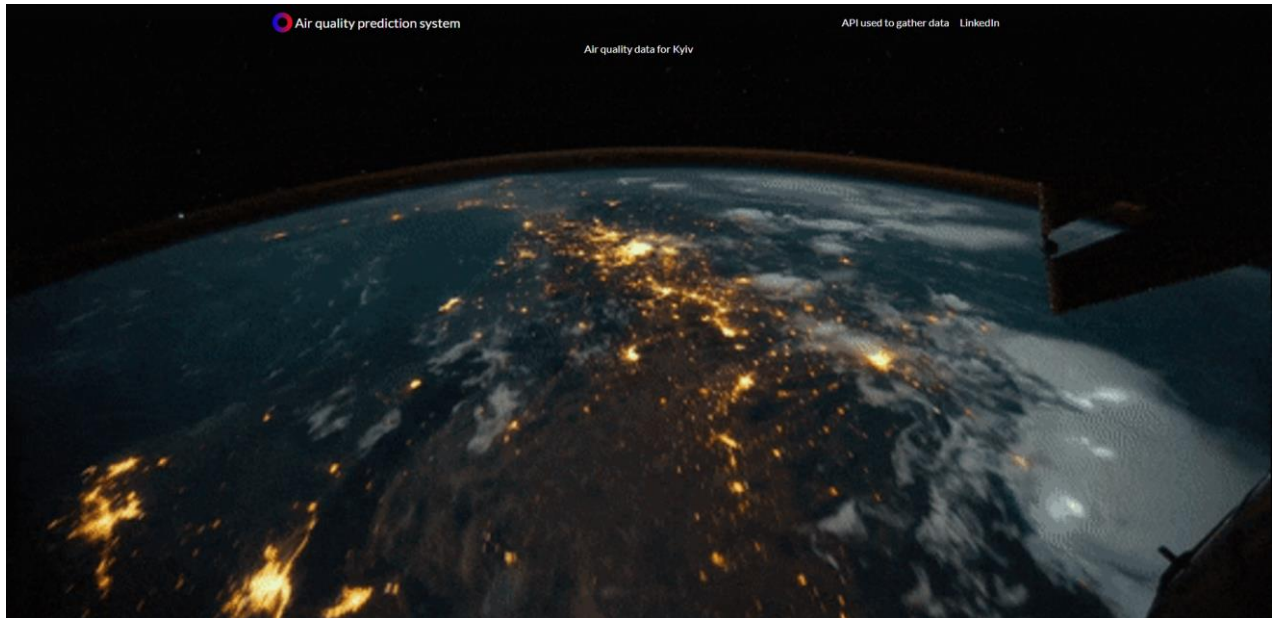 Air quality prediction system
API used to gather data LinkedIn
Air quality data for Kyiv